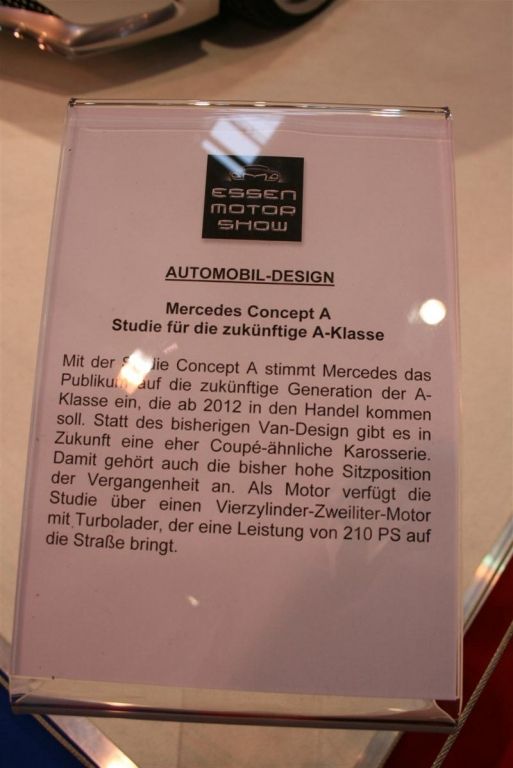 ESSEN
MOTOR
SHOW
AUTOMOBIL-DESIGN
Mercedes Concept A
Studie für die zukünftige A-Klasse
Mit der Studie Concept A stimmt Mercedes das
Publikum auf die zukünftige Generation der A-
Klasse ein, die ab 2012 in den Handel kommen
soll. Statt des bisherigen Van-Design gibt es in
Zukunft eine eher Coupé-ähnliche Karosserie.
Damit gehört auch die bisher hohe Sitzposition
der Vergangenheit an. Als Motor verfügt die
Studie über einen Vierzylinder-Zweiliter-Motor
mit Turbolader, der eine Leistung von 210 PS auf
die Straße bringt.